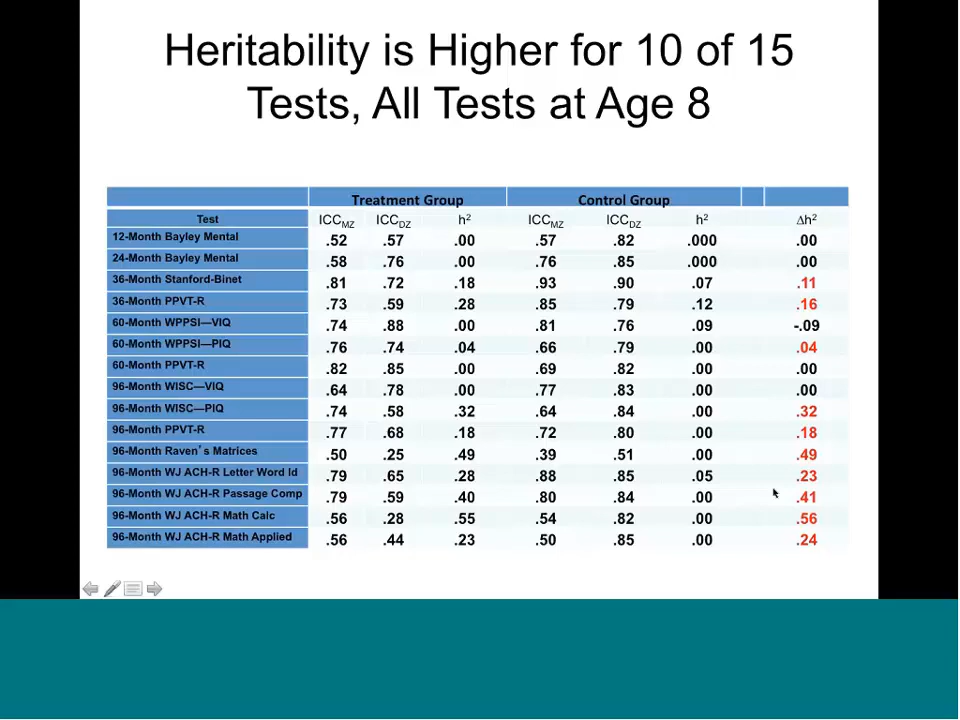 Heritability is Higher for 10 of 15
Tests, All Tests at Age 8
Treatment Group Control Group
Test ICCMZ ICCDZ h2 ICCMZ ICCDZ h2 ∆h2
12-Month Bayley Mental .52 .57 .00 .57 .82 .000 .00
24-Month Bayley Mental .58 .76 .00 .76 .85 .000 .00
36-Month Stanford-Binet .81 .72 .18 .93 .90 .07 .11
36-Month PPVT-R .73 .59 .28 .85 .79 .12 .16
60-Month WPPSI—VIQ .74 .88 .00 .81 .76 .09 -.09
60-Month WPPSI—PIQ .76 .74 .04 .66 .79 .00 .04
60-Month PPVT-R .82 .85 .00 .69 .82 .00 .00
96-Month WISC—VIQ .64 .78 .00 .77 .83 .00 .00
96-Month WISC—PIQ .74 .58 .32 .64 .84 .00 .32
96-Month PPVT-R .77 .68 .18 .72 .80 .00 .18
96-Month Raven's Matrices .50 .25 .49 .39 .51 .00 .49
96-Month WJ ACH-R Letter Word Id .79 .65 .28 .88 .85 .05 .23
96-Month WJ ACH-R Passage Comp .79 .59 .40 .80 .84 .00 .41
96-Month WJ ACH-R Math Calc .56 .28 .55 .54 .82 .00 .56
96-Month WJ ACH-R Math Applied .56 .44 .23 .50 .85 .00 .24